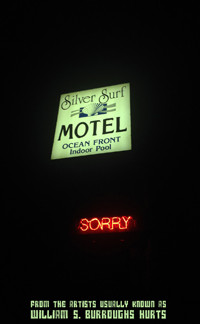 Silver Surf
MOTEL
OCEAN FRONT
Indoor Pool
SORRY
FROM THE ARTISTS USUALLY KNOWN AS
WILLIAM S. BURROUGHS HURTS